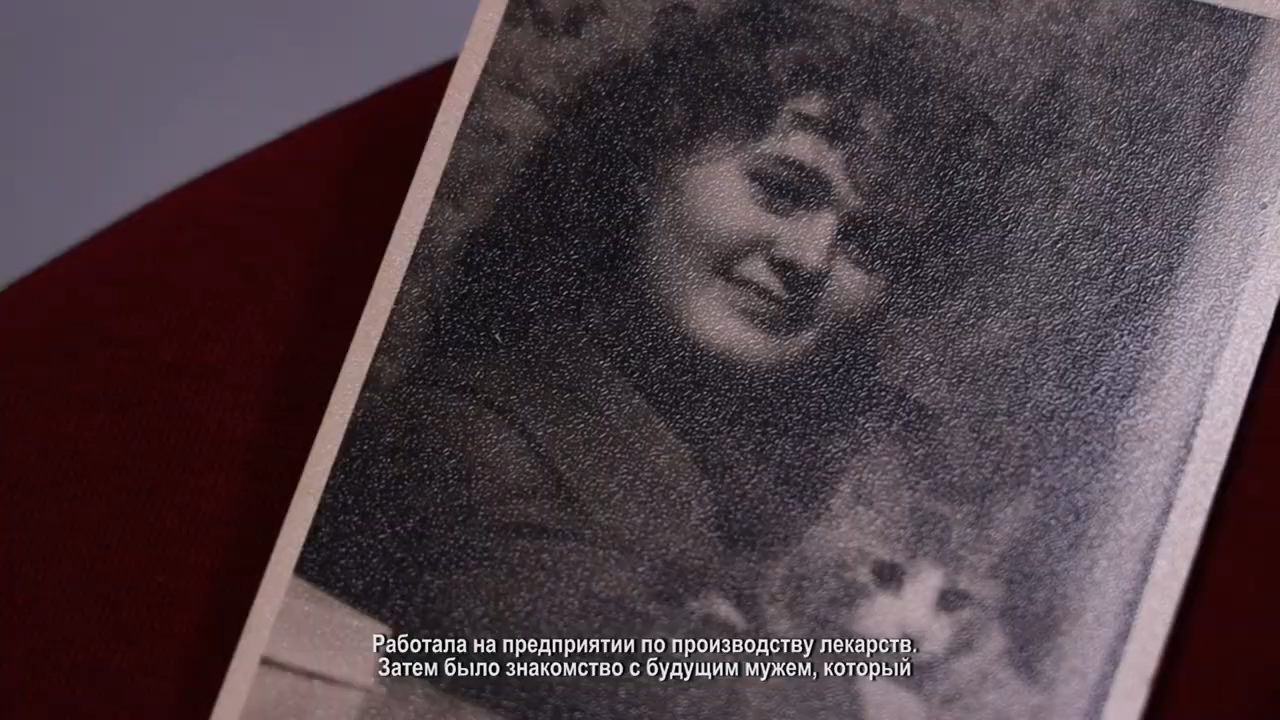 Работала на предприятии по производству лекарств.
Затем было знакомство с будущим мужем, который